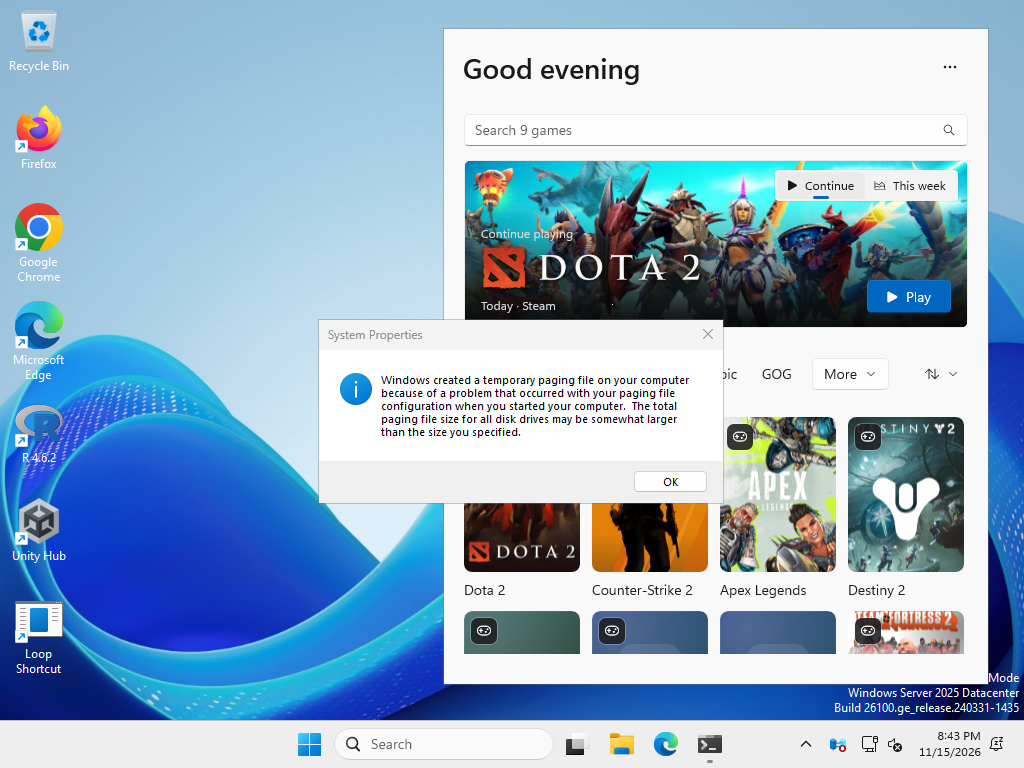 Recycle Bin
Firefox
Google
Chrome
Microsoft
Edge
R 4.6.2
Unity Hub
Loop
Shortcut
Good evening
Search 9 games
Continue
This week
Continue playing
DOTA 2
Today · Steam
Play
GOG
More
System Properties
Windows created a temporary paging file on your computer
because of a problem that occurred with your paging file
configuration when you started your computer.  The total
paging file size for all disk drives may be somewhat larger
than the size you specified.
OK
DOTA 2
APEX
LEGENDS
DESTINY 2
Dota 2
Counter-Strike 2
Apex Legends
Destiny 2
TEAM FORTRESS 2
Mode
Windows Server 2025 Datacenter
Build 26100.ge_release.240331-1435
Search
8:43 PM
11/15/2026